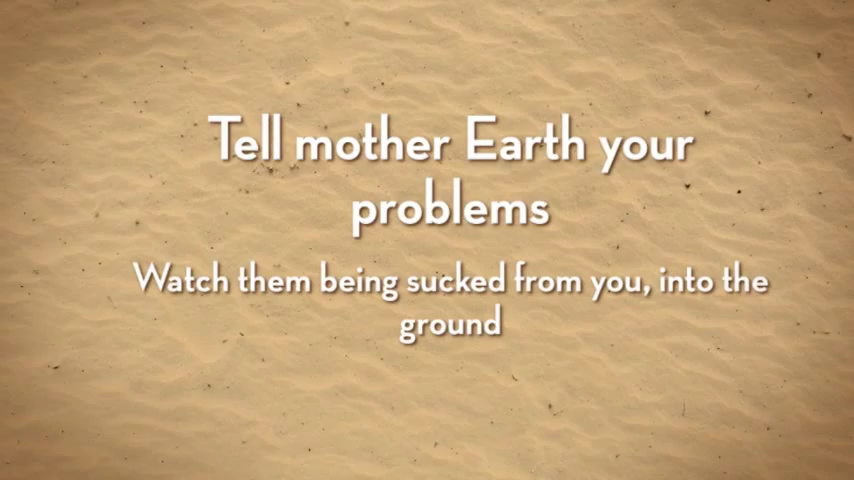 Tell mother Earth your
problems
Watch them being sucked from you, into the
ground